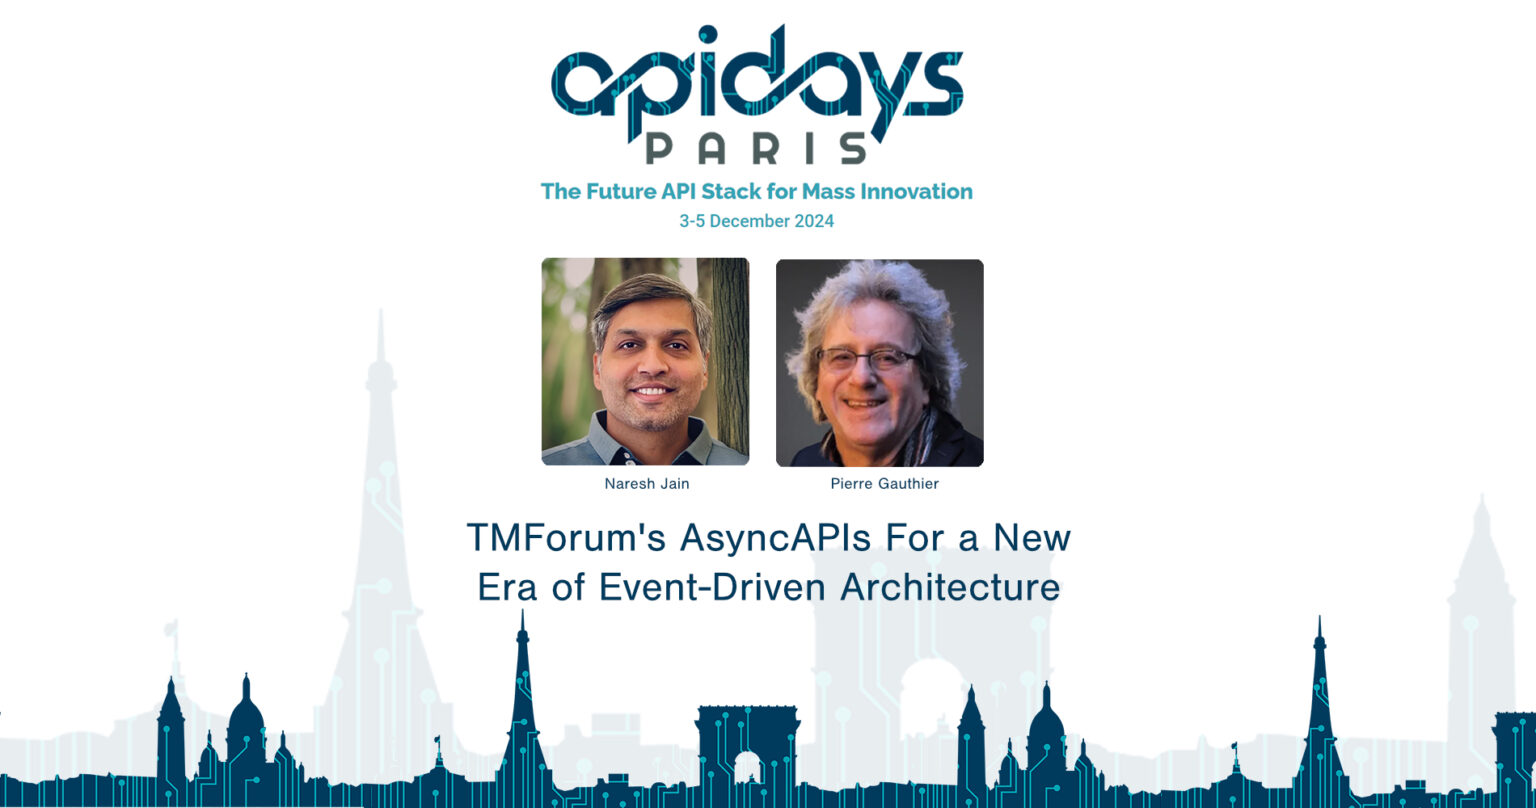 apidays
PARIS
The Future API Stack for Mass Innovation
3-5 December 2024
Naresh Jain
Pierre Gauthier
TMForum's AsyncAPIs For a New
Era of Event-Driven Architecture